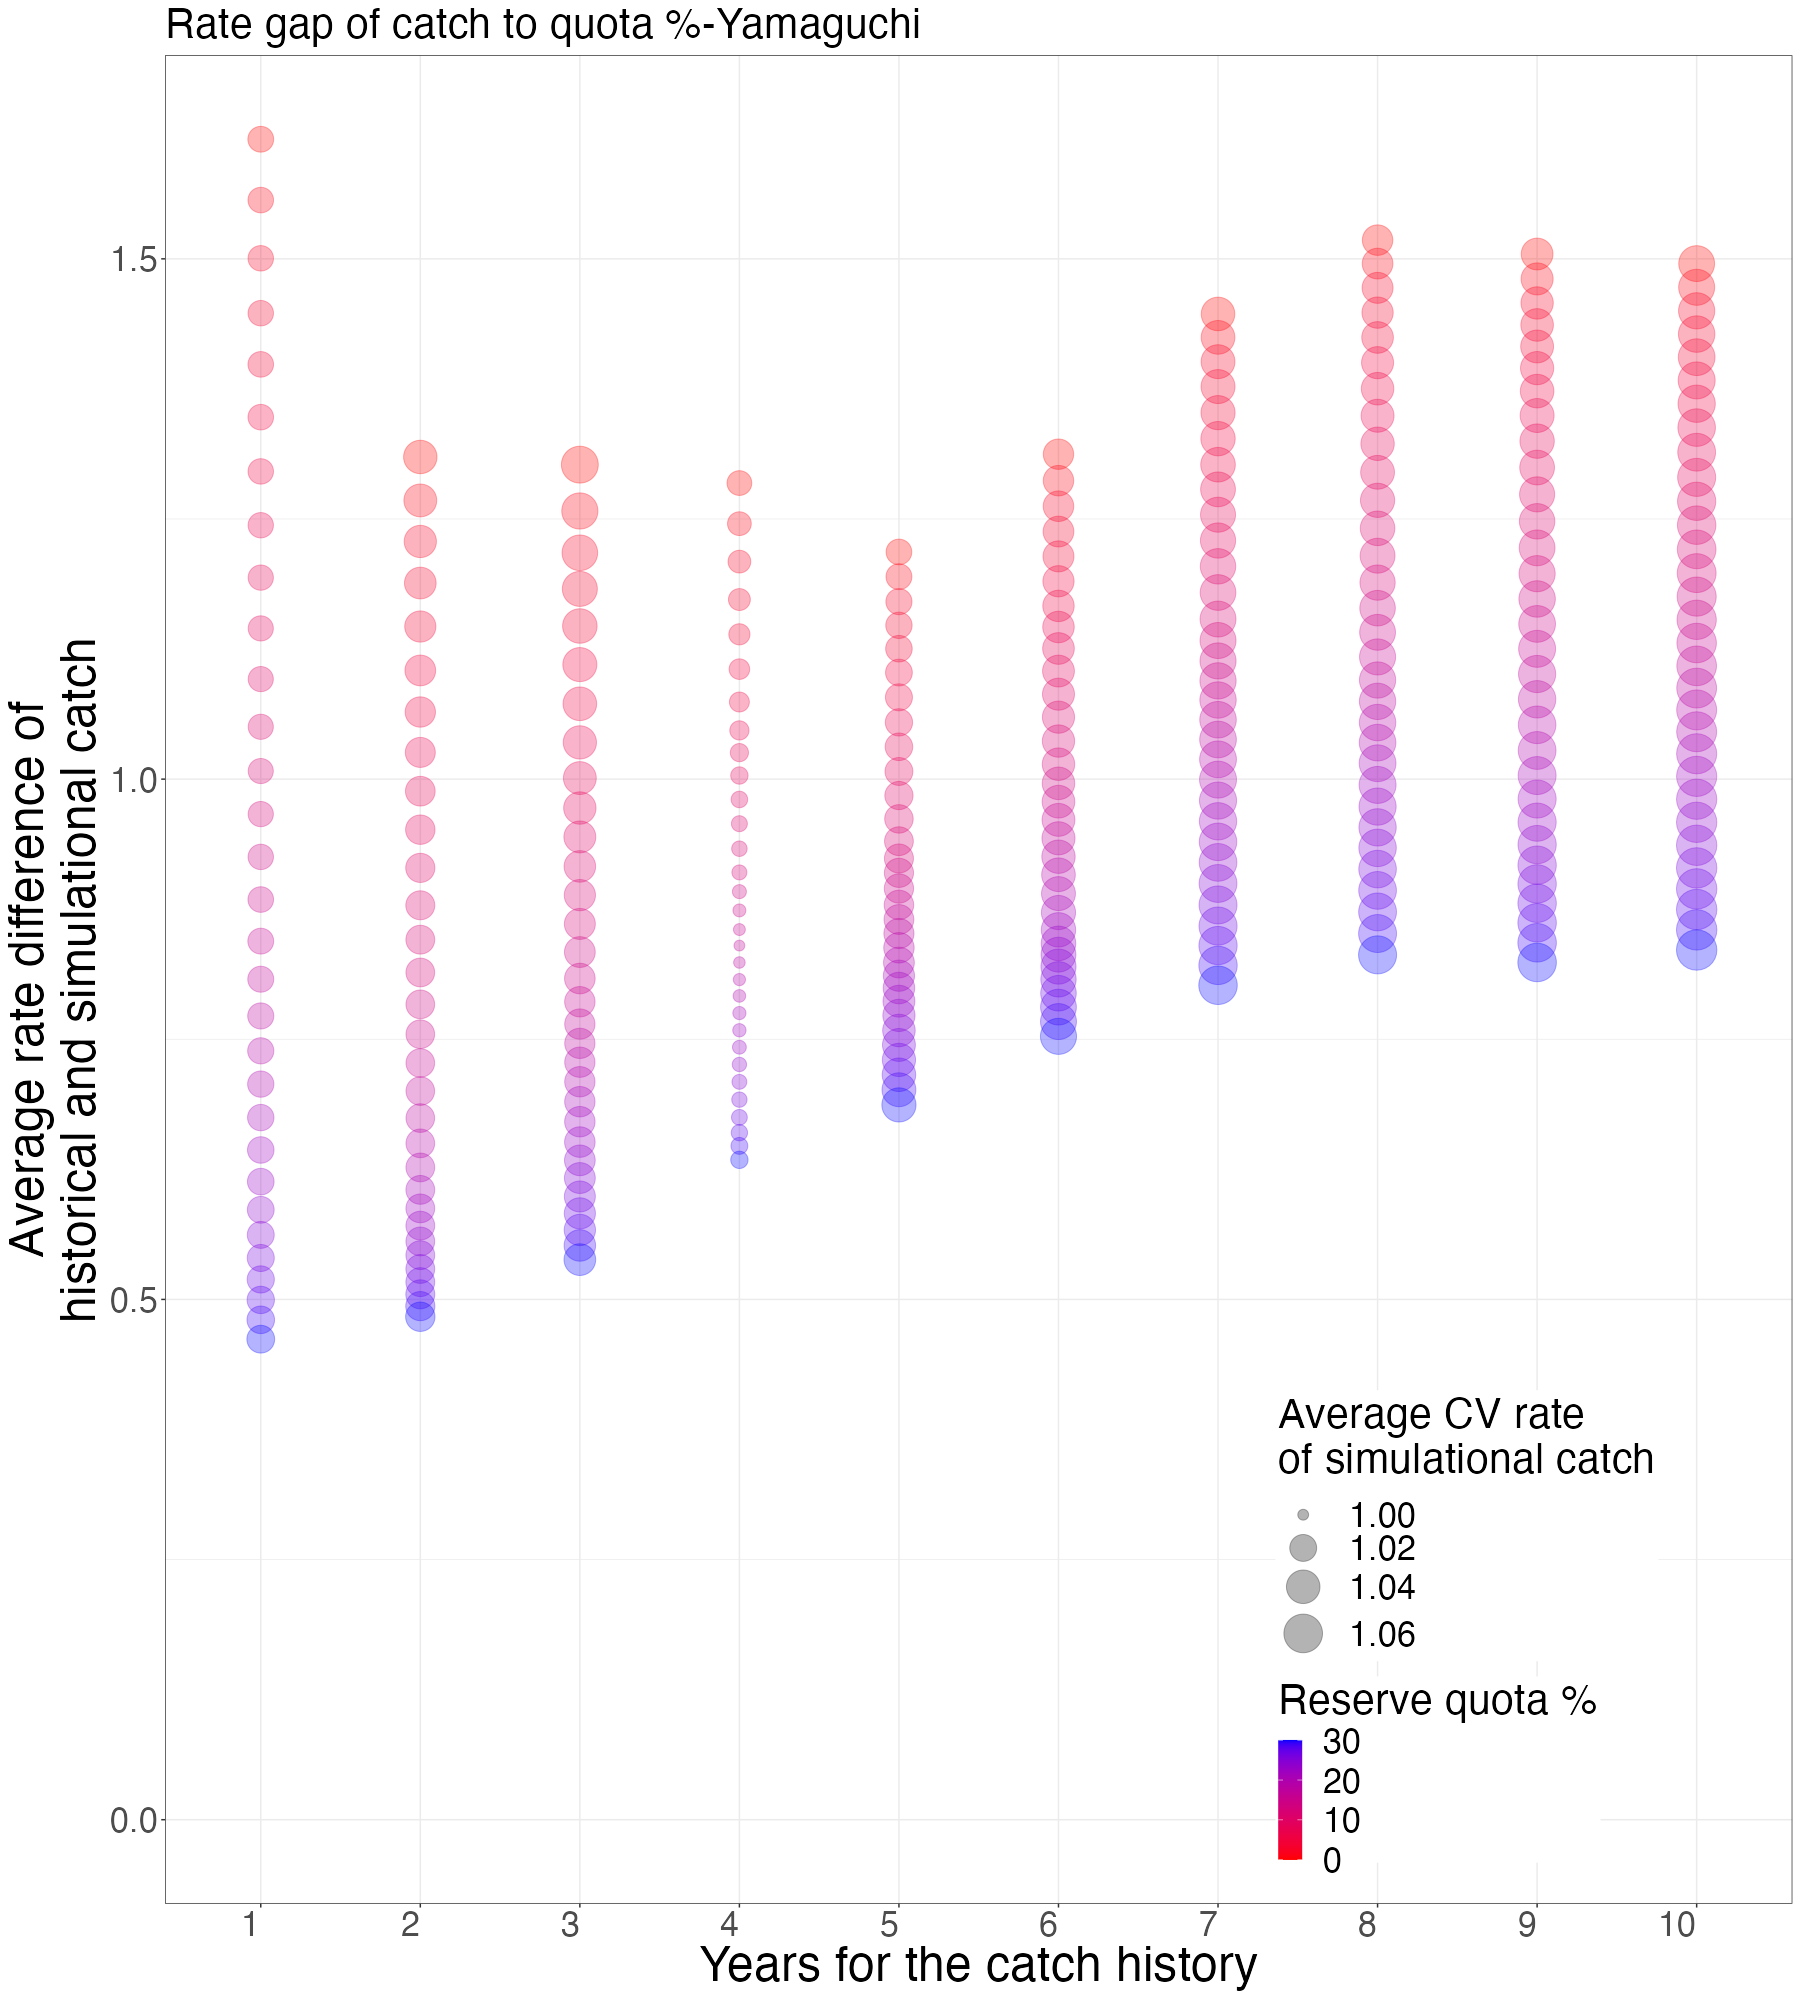 Rate gap of catch to quota %-Yamaguchi
Average rate difference of
historical and simulational catch
1.5
1.0
0.5
0.0
Average CV rate
of simulational catch
1.00
1.02
1.04
1.06
Reserve quota %
30
20
10
0
1 2 3 4 5 6 7 8 9 10
Years for the catch history